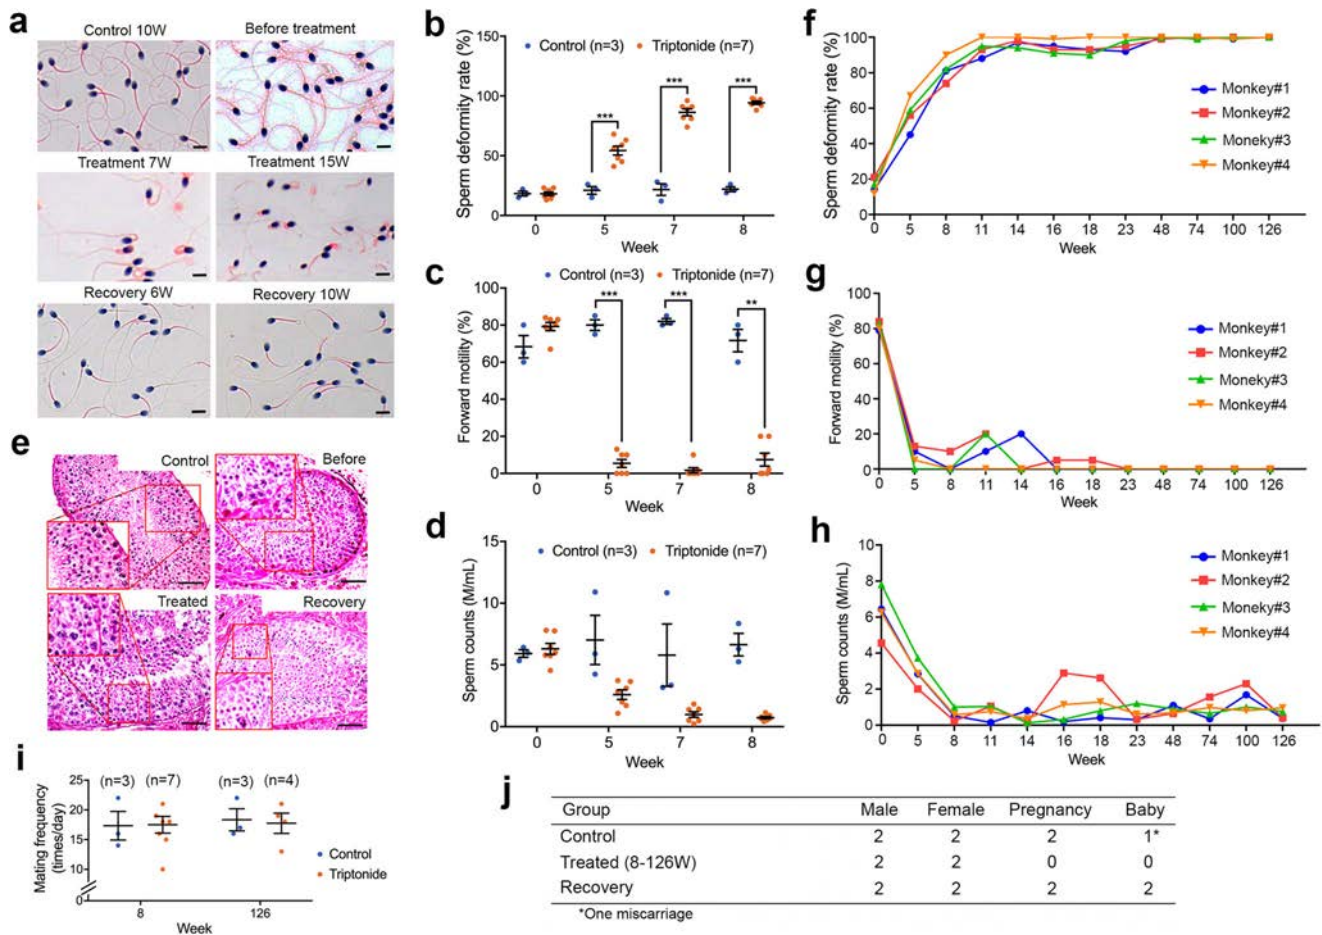 a
Control 10W
Before treatment
Treatment 7W
Treatment 15W
Recovery 6W
Recovery 10W
b
Control (n=3)
Triptonide (n=7)
Sperm deformity rate (%)
150
100
50
0
***
***
***
0
5
7
8
Week
c
Control (n=3)
Triptonide (n=7)
Forward motility (%)
100
80
60
40
20
0
***
***
**
0
5
7
8
Week
d
Control (n=3)
Triptonide (n=7)
Sperm counts (M/mL)
15
10
5
0
0
5
7
8
Week
e
Control
Before
Treated
Recovery
f
Sperm deformity rate (%)
100
80
60
40
20
0
Monkey#1
Monkey#2
Moneky#3
Monkey#4
0
5
8
11
14
16
18
23
48
74
100
126
Week
g
Forward motility (%)
100
80
60
40
20
0
Monkey#1
Monkey#2
Moneky#3
Monkey#4
0
5
8
11
14
16
18
23
48
74
100
126
Week
h
Sperm counts (M/mL)
10
8
6
4
2
0
Monkey#1
Monkey#2
Moneky#3
Monkey#4
0
5
8
11
14
16
18
23
48
74
100
126
Week
i
Mating frequency
(times/day)
25
20
15
10
0
(n=3)
(n=7)
(n=3)
(n=4)
Control
Triptonide
8
126
Week
j
Group Male Female Pregnancy Baby
Control 2 2 2 1*
Treated (8-126W) 2 2 0 0
Recovery 2 2 2 2
*One miscarriage